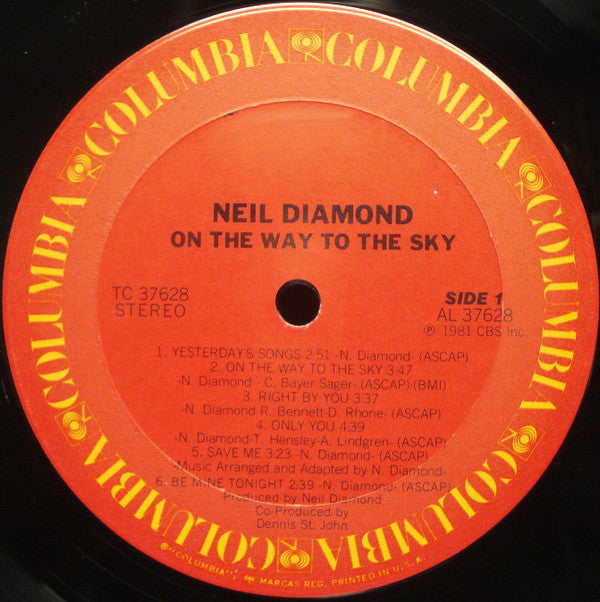 COLUMBIA COLUMBIA COLUMBIA COLUMBIA COLUMBIA COLUMBIA
NEIL DIAMOND
ON THE WAY TO THE SKY
TC 37628
STEREO
SIDE 1
AL 37628
℗ 1981 CBS Inc.
1. YESTERDAY'S SONGS 2:51 -N. Diamond- (ASCAP)
2. ON THE WAY TO THE SKY 3:47
-N. Diamond - C. Bayer Sager- (ASCAP) (BMI)
3. RIGHT BY YOU 3:37
-N. Diamond R. Bennett-D. Rhone- (ASCAP)
4. ONLY YOU 4:39
-N. Diamond-T. Hensley-A. Lindgren- (ASCAP)
5. SAVE ME 3:23 -N. Diamond- (ASCAP)
-Music Arranged and Adapted by N. Diamond-
6. BE MINE TONIGHT 2:39 -N. Diamond- (ASCAP)
Produced by Neil Diamond
Co-Produced by
Dennis St. John
®"COLUMBIA", MARCAS REG. PRINTED IN U.S.A.